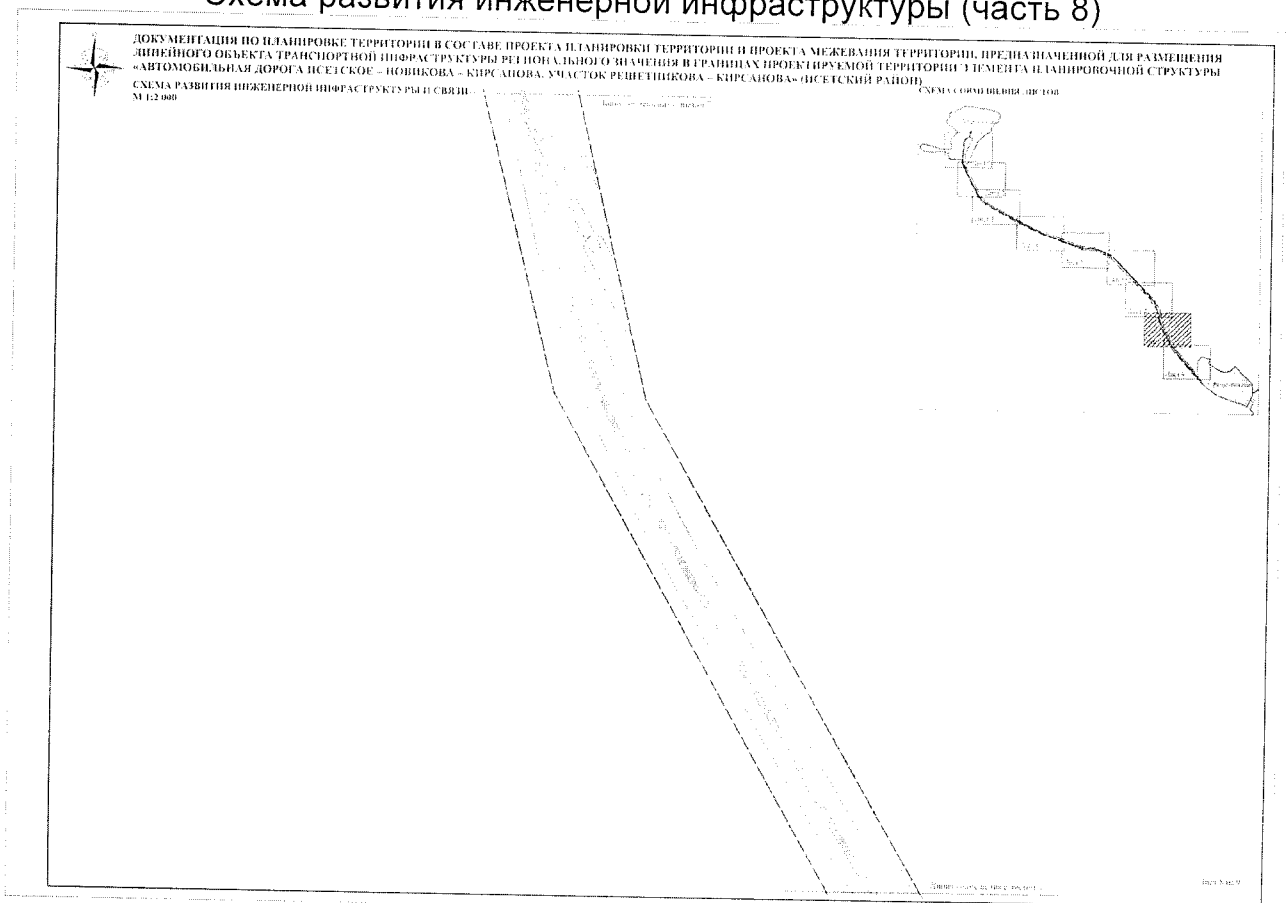 Схема развития инженерной инфраструктуры (часть 8)
ДОКУМЕНТАЦИЯ ПО ПЛАНИРОВКЕ ТЕРРИТОРИИ В СОСТАВЕ ПРОЕКТА ПЛАНИРОВКИ ТЕРРИТОРИИ И ПРОЕКТА МЕЖЕВАНИЯ ТЕРРИТОРИИ, ПРЕДНАЗНАЧЕННОЙ ДЛЯ РАЗМЕЩЕНИЯ
ЛИНЕЙНОГО ОБЪЕКТА ТРАНСПОРТНОЙ ИНФРАСТРУКТУРЫ РЕГИОНАЛЬНОГО ЗНАЧЕНИЯ В ГРАНИЦАХ ПРОЕКТИРУЕМОЙ ТЕРРИТОРИИ ЭЛЕМЕНТА ПЛАНИРОВОЧНОЙ СТРУКТУРЫ
«АВТОМОБИЛЬНАЯ ДОРОГА ИСЕТСКОЕ – НОВИКОВА – КИРСАНОВА, УЧАСТОК РЕШЕТНИКОВА – КИРСАНОВА» (ИСЕТСКИЙ РАЙОН)
СХЕМА РАЗВИТИЯ ИНЖЕНЕРНОЙ ИНФРАСТРУКТУРЫ И СВЯЗИ
М 1:2 000
СХЕМА СОВМЕЩЕНИЯ ЛИСТОВ